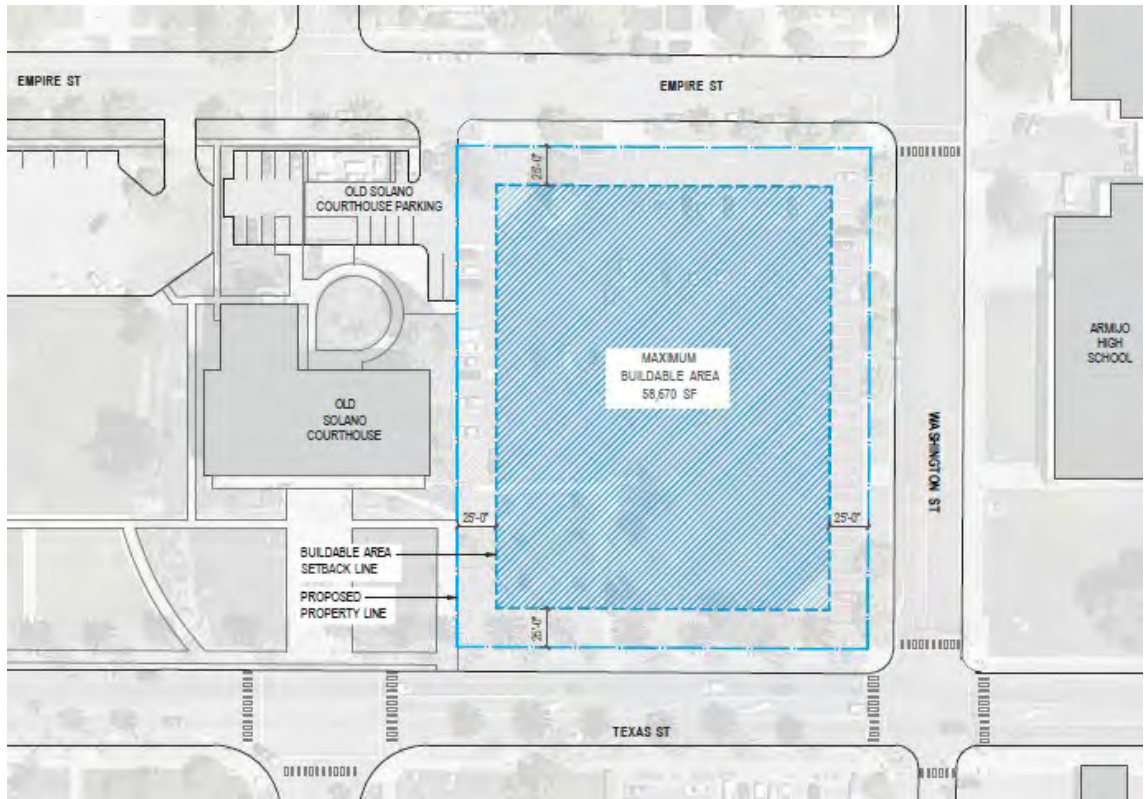 EMPIRE ST
EMPIRE ST
25'-0"
OLD SOLANO
COURTHOUSE PARKING
MAXIMUM
BUILDABLE AREA
58,670 SF
ARMIJO
HIGH
SCHOOL
OLD
SOLANO
COURTHOUSE
WASHINGTON ST
25'-0"
25'-0"
BUILDABLE AREA
SETBACK LINE
PROPOSED
PROPERTY LINE
25'-0"
TEXAS ST